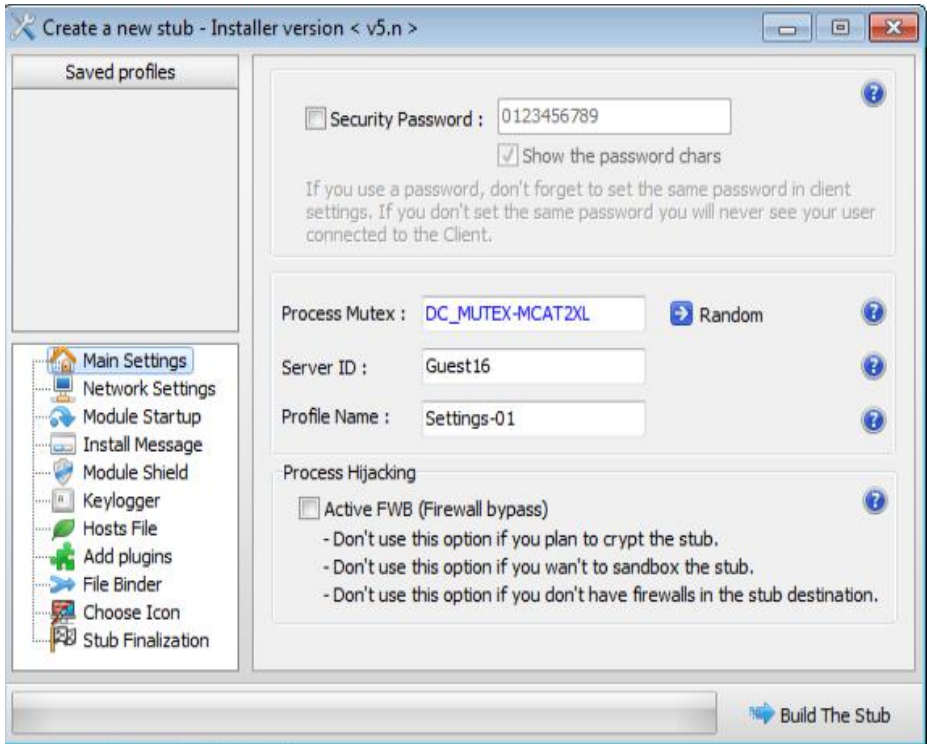 Create a new stub - Installer version < v5.n >
Saved profiles
Security Password :
0123456789
Show the password chars
If you use a password, don't forget to set the same password in client
settings. If you don't set the same password you will never see your user
connected to the Client.
Process Mutex :
DC_MUTEX-MCAT2XL
Random
Server ID :
Guest16
Profile Name :
Settings-01
Process Hijacking
Active FWB (Firewall bypass)
- Don't use this option if you plan to crypt the stub.
- Don't use this option if you wan't to sandbox the stub.
- Don't use this option if you don't have firewalls in the stub destination.
Main Settings
Network Settings
Module Startup
Install Message
Module Shield
Keylogger
Hosts File
Add plugins
File Binder
Choose Icon
Stub Finalization
Build The Stub